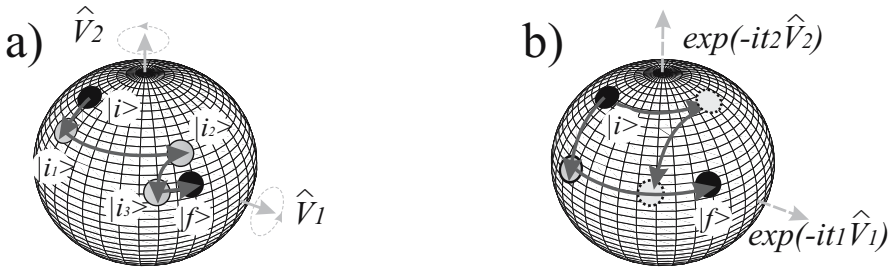 a)
V̂2
|i>
|i1>
|i2>
|i3>
|f>
V̂1
b)
exp(-it2V̂2)
|i>
|f>
exp(-it1V̂1)